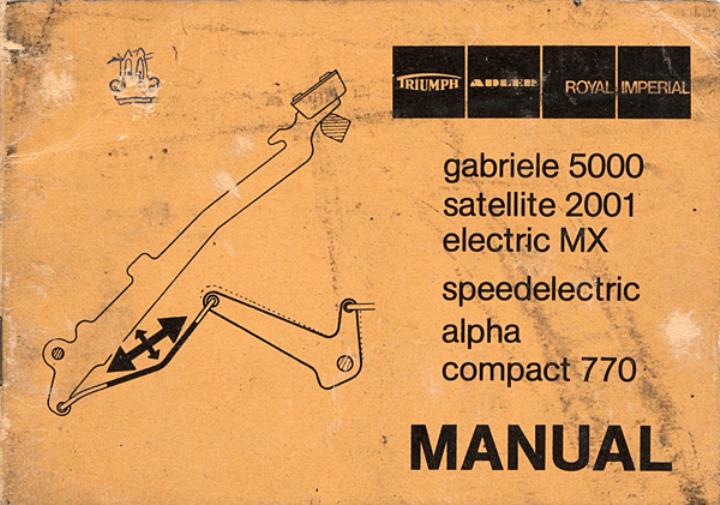 TRIUMPH ADLER ROYAL IMPERIAL
gabriele 5000
satellite 2001
electric MX
speedelectric
alpha
compact 770
MANUAL